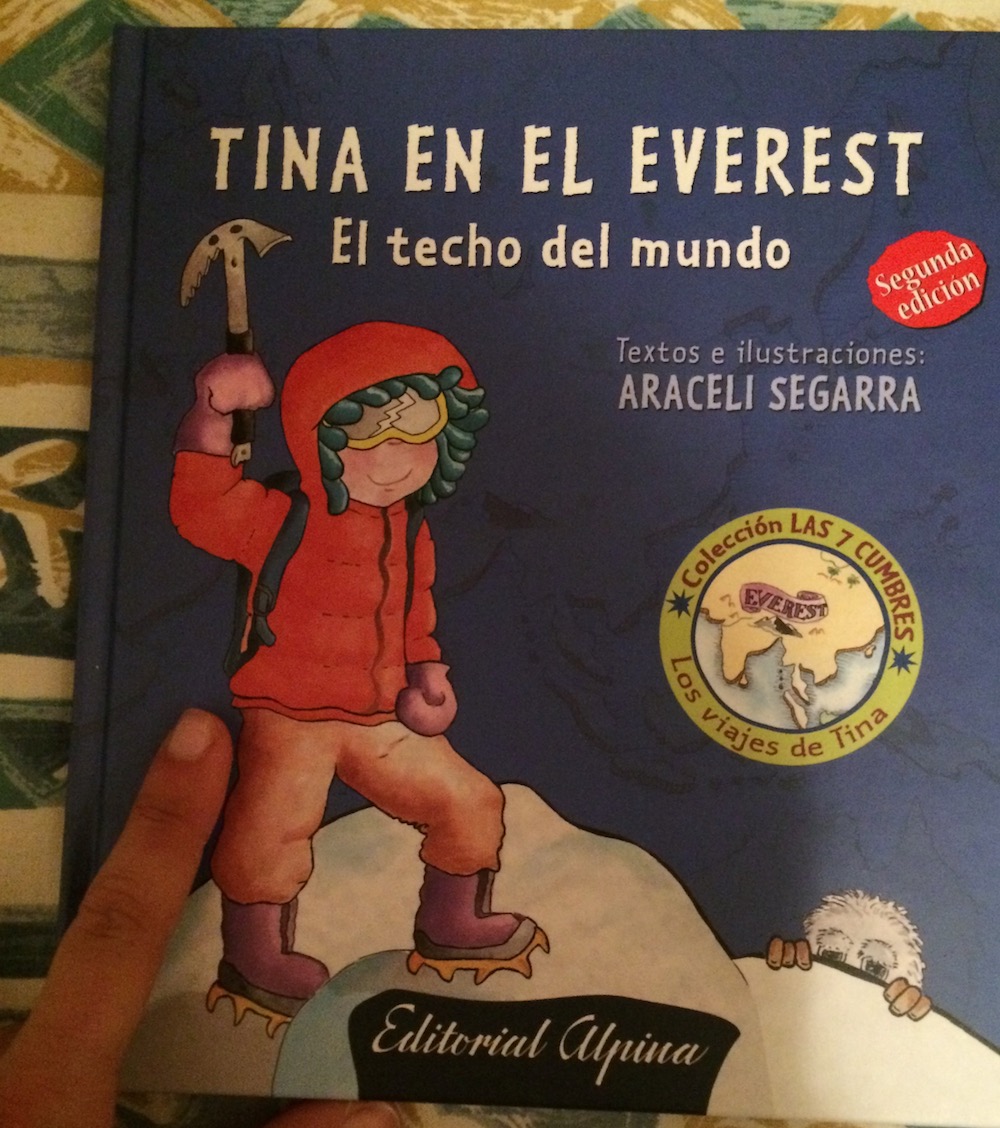 TINA EN EL EVEREST
El techo del mundo
Segunda
edición
Textos e ilustraciones:
ARACELI SEGARRA
Colección LAS 7 CUMBRES
EVEREST
Los viajes de Tina
Editorial Alpina